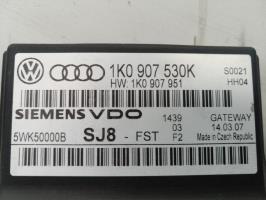 1K0 907 530K S0021
HW: 1K0 907 951 HH04
SIEMENS VDO 1439 GATEWAY
03 14.03.07
5WK50000B SJ8 - FST F2 Made in Czech Republic